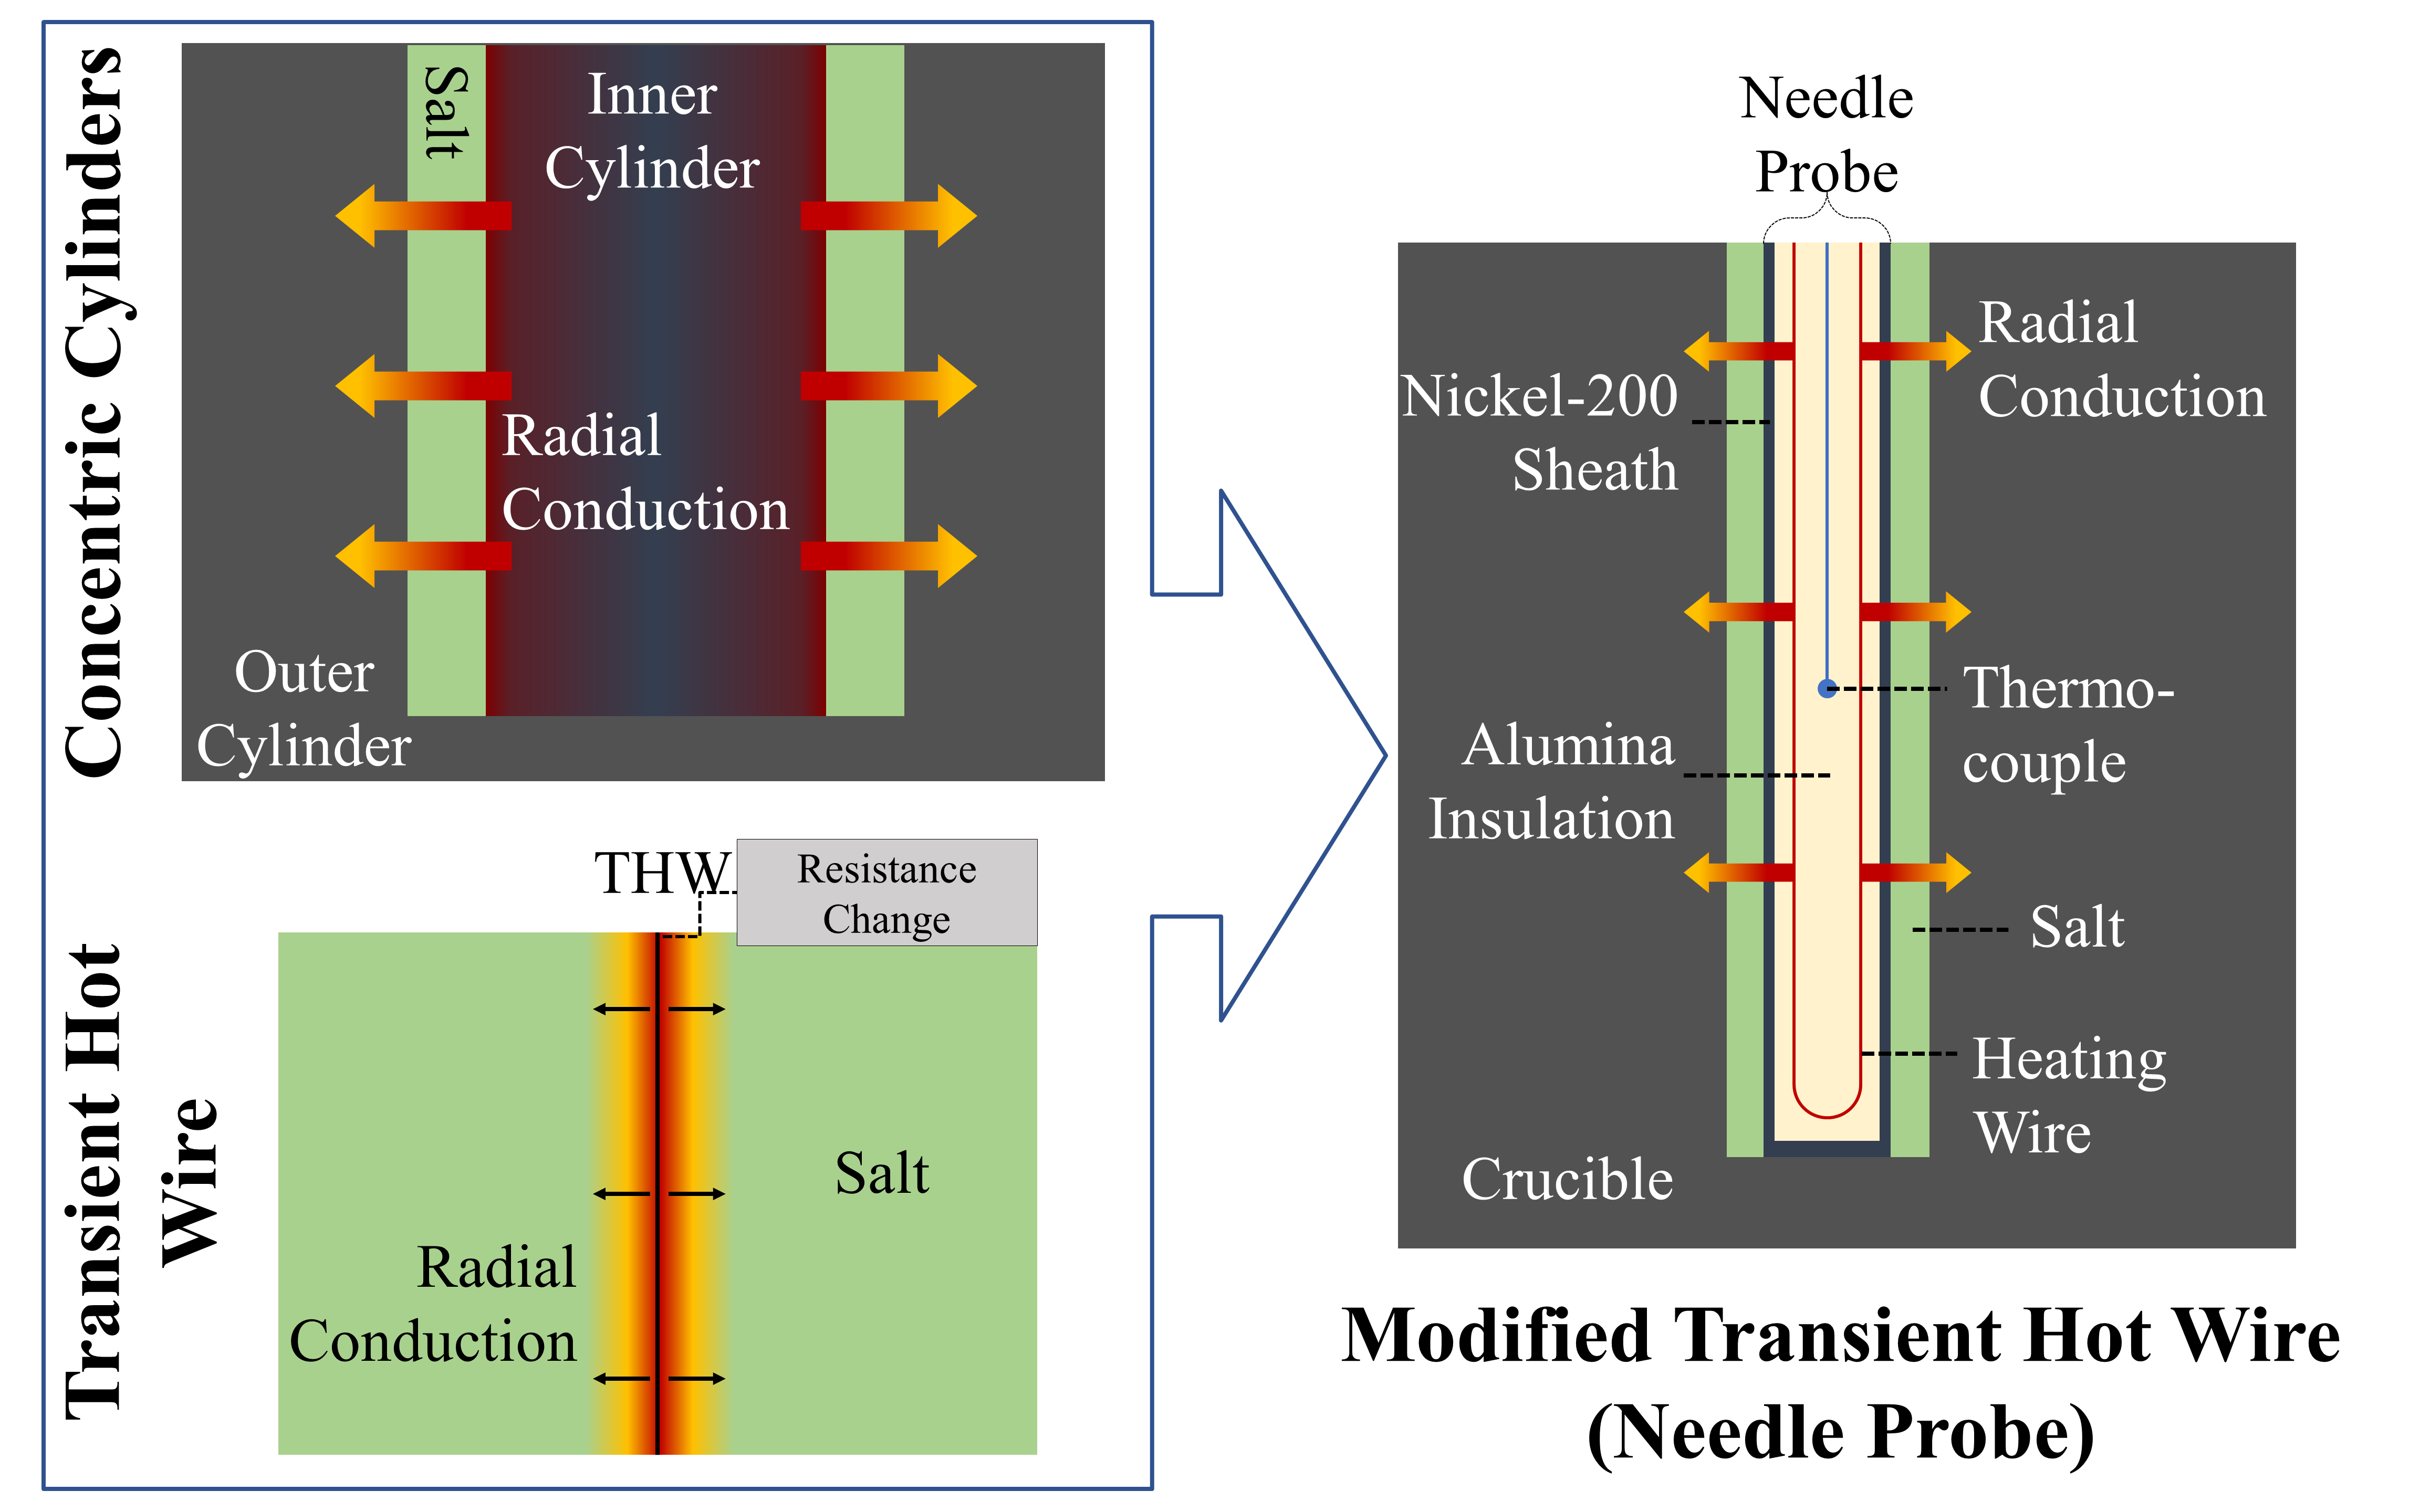 Concentric Cylinders
Salt
Inner
Cylinder
Radial
Conduction
Outer
Cylinder
Transient Hot
Wire
THW
Resistance
Change
Salt
Radial
Conduction
Needle
Probe
Radial
Conduction
Nickel-200
Sheath
Thermo-
couple
Alumina
Insulation
Salt
Heating
Wire
Crucible
Modified Transient Hot Wire
(Needle Probe)